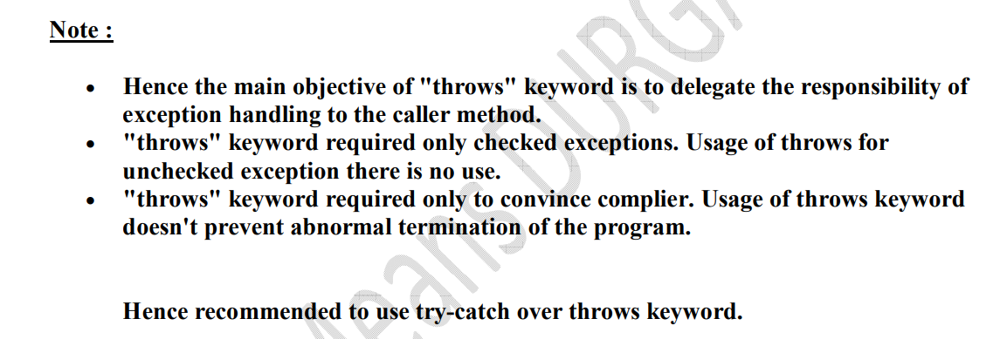 Note :
• Hence the main objective of "throws" keyword is to delegate the responsibility of
exception handling to the caller method.
• "throws" keyword required only checked exceptions. Usage of throws for
unchecked exception there is no use.
• "throws" keyword required only to convince complier. Usage of throws keyword
doesn't prevent abnormal termination of the program.
Hence recommended to use try-catch over throws keyword.
Means DURGA